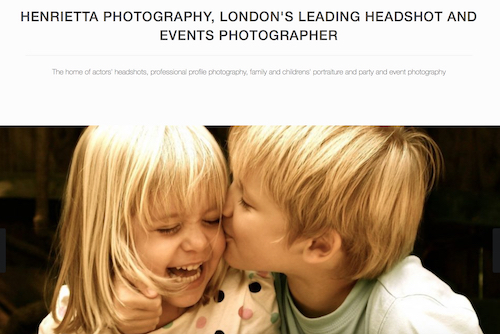 HENRIETTA PHOTOGRAPHY, LONDON'S LEADING HEADSHOT AND
EVENTS PHOTOGRAPHER
The home of actors' headshots, professional profile photography, family and childrens' portraiture and party and event photography